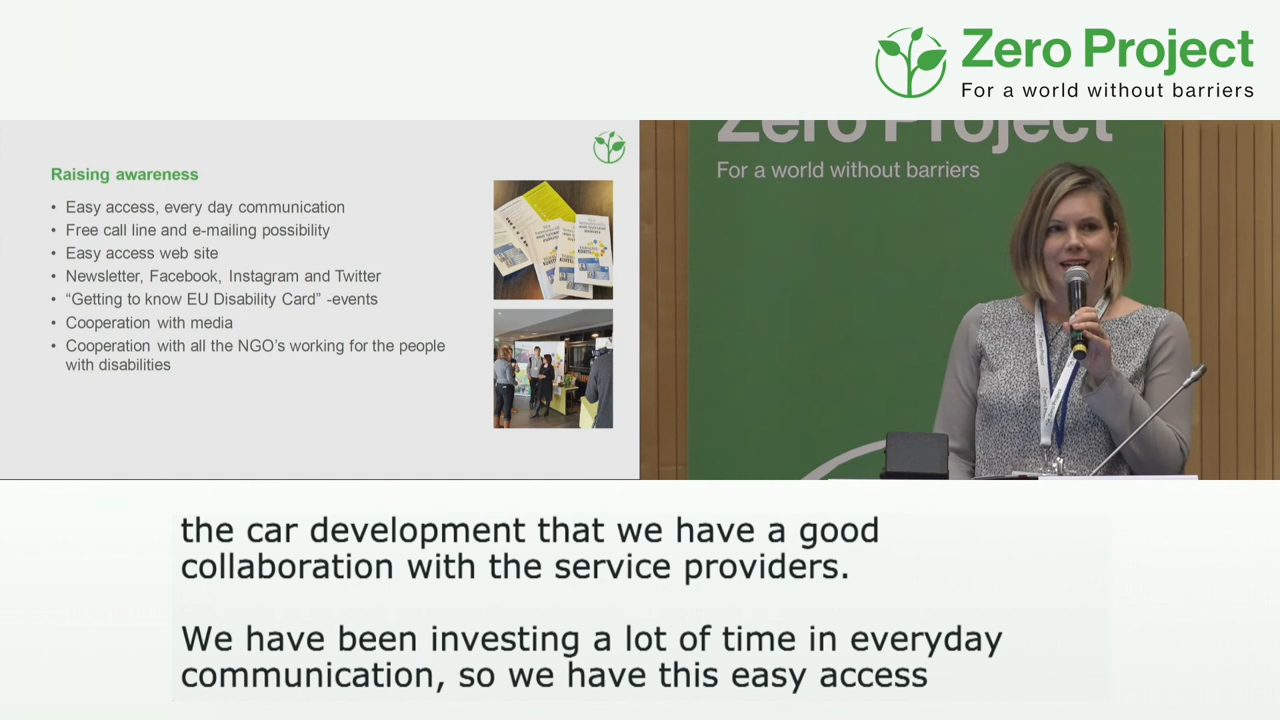 Zero Project
For a world without barriers
Raising awareness
• Easy access, every day communication
• Free call line and e-mailing possibility
• Easy access web site
• Newsletter, Facebook, Instagram and Twitter
• “Getting to know EU Disability Card” -events
• Cooperation with media
• Cooperation with all the NGO's working for the people
with disabilities
Zero Project
For a world without barriers
the car development that we have a good
collaboration with the service providers.
We have been investing a lot of time in everyday
communication, so we have this easy access